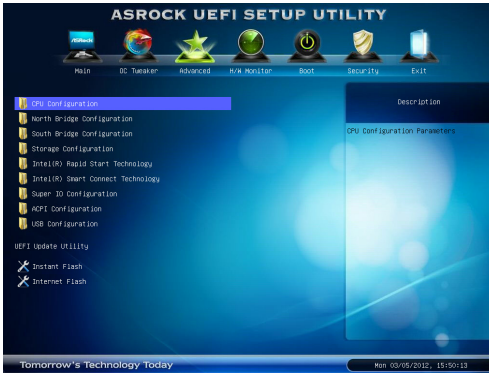 ASROCK UEFI SETUP UTILITY
ASRock
Main OC Tweaker Advanced H/W Monitor Boot Security Exit
CPU Configuration
North Bridge Configuration
South Bridge Configuration
Storage Configuration
Intel(R) Rapid Start Technology
Intel(R) Smart Connect Technology
Super IO Configuration
ACPI Configuration
USB Configuration
UEFI Update Utility
Instant Flash
Internet Flash
Description
CPU Configuration Parameters
Tomorrow's Technology Today
Mon 03/05/2012, 15:50:13